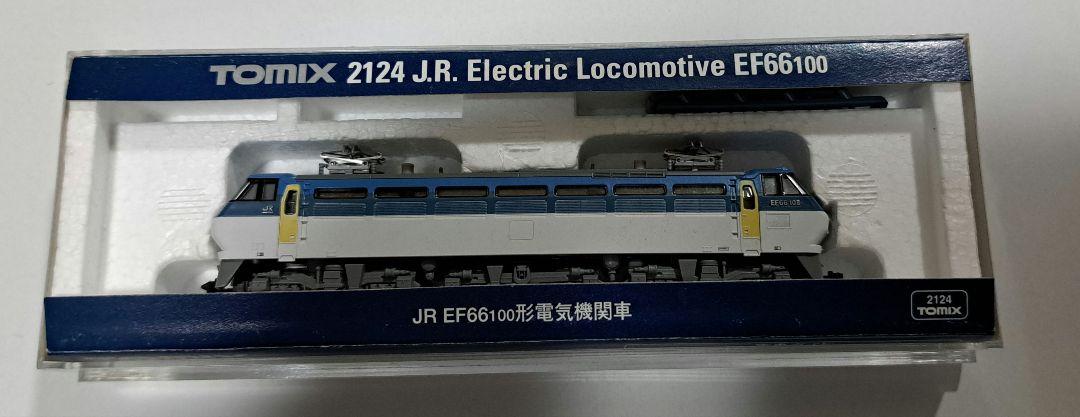 TOMIX 2124 J.R. Electric Locomotive EF66100
JR
EF66 108
JR EF66100形電気機関車
2124
TOMIX